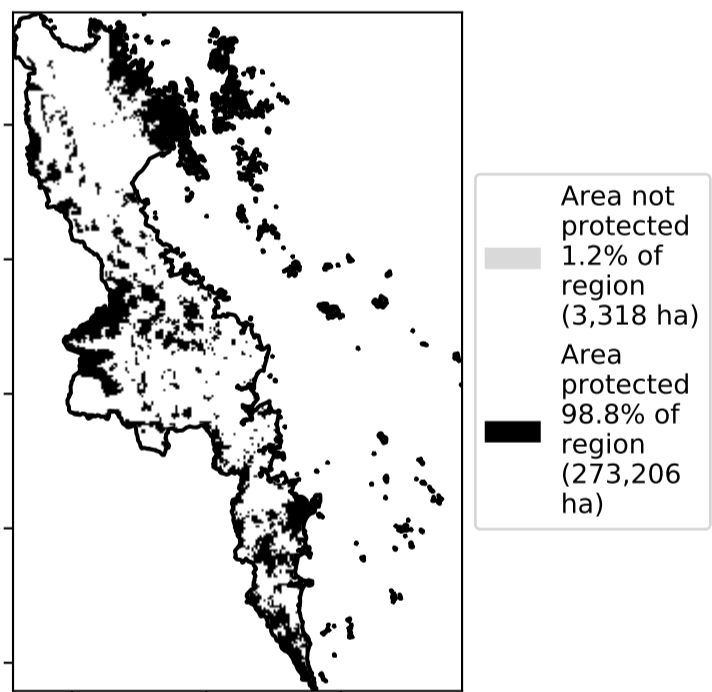 Area not
protected
1.2% of
region
(3,318 ha)
Area
protected
98.8% of
region
(273,206
ha)